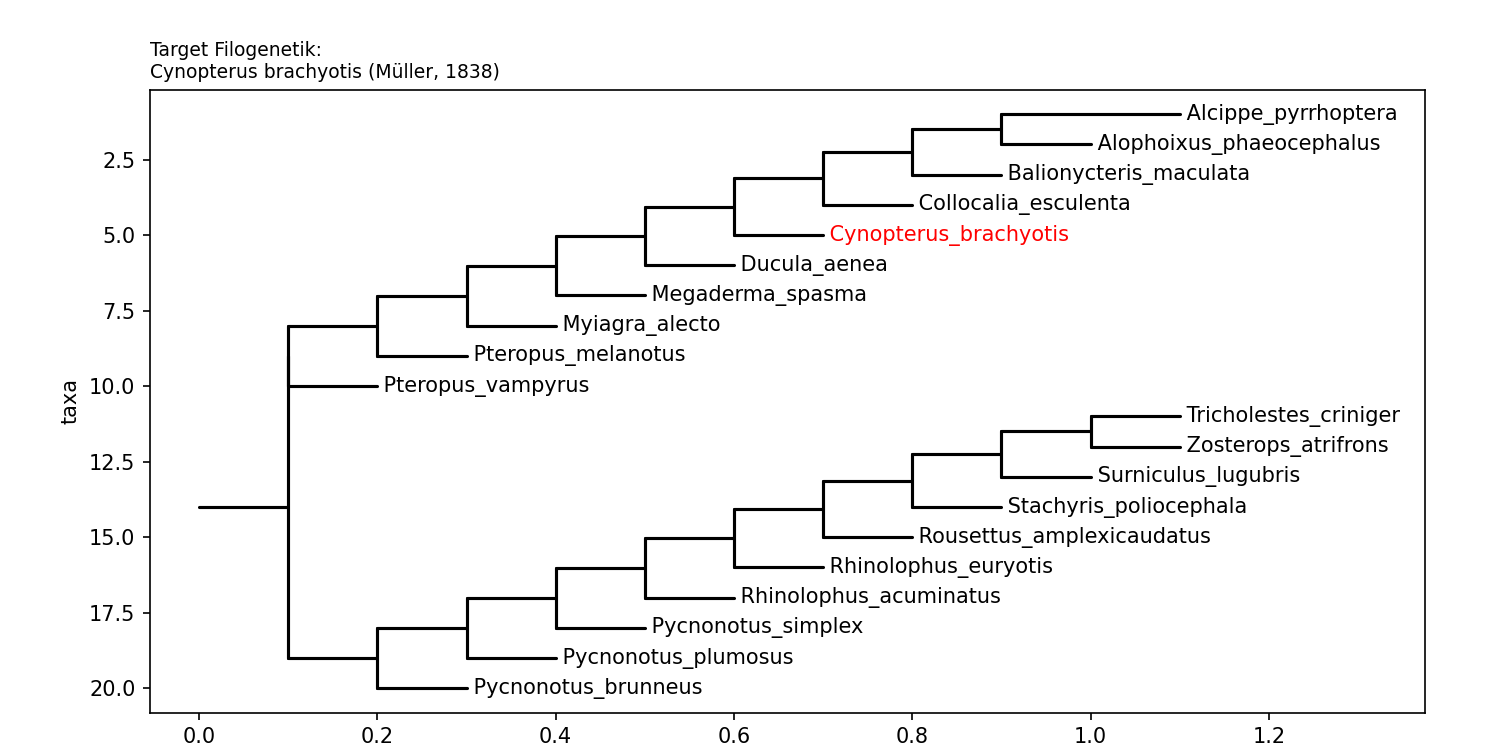 Target Filogenetik:
Cynopterus brachyotis (Müller, 1838)
Alcippe_pyrrhoptera
Alophoixus_phaeocephalus
2.5
Balionycteris_maculata
Collocalia_esculenta
5.0
Cynopterus_brachyotis
Ducula_aenea
Megaderma_spasma
7.5
Myiagra_alecto
Pteropus_melanotus
taxa
10.0
Pteropus_vampyrus
Tricholestes_criniger
Zosterops_atrifrons
12.5
Surniculus_lugubris
Stachyris_poliocephala
15.0
Rousettus_amplexicaudatus
Rhinolophus_euryotis
Rhinolophus_acuminatus
17.5
Pycnonotus_simplex
Pycnonotus_plumosus
20.0
Pycnonotus_brunneus
0.0 0.2 0.4 0.6 0.8 1.0 1.2